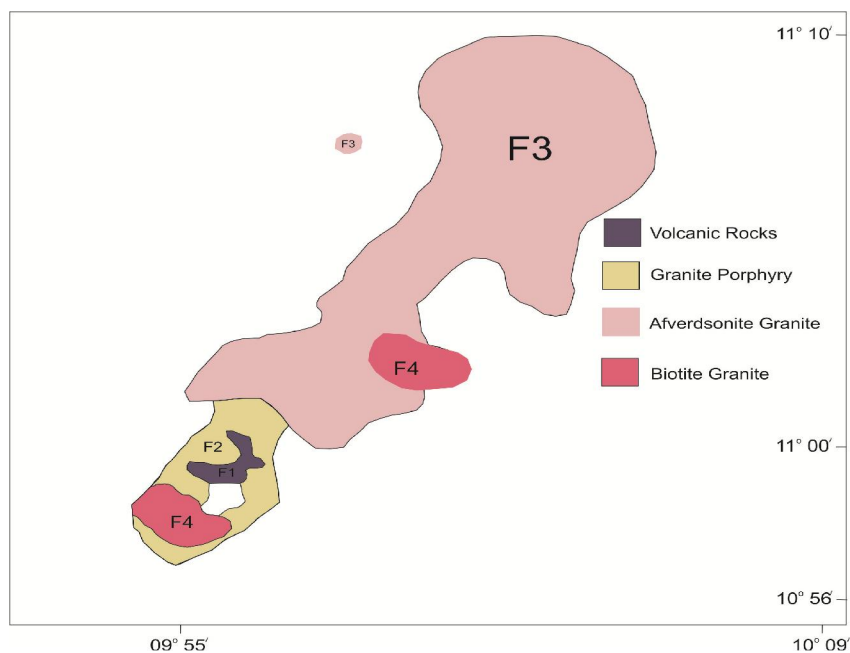 11° 10′
F3
F3
Volcanic Rocks
Granite Porphyry
Afverdsonite Granite
Biotite Granite
F4
F2
F1
F4
11° 00′
10° 56′
09° 55′
10° 09′